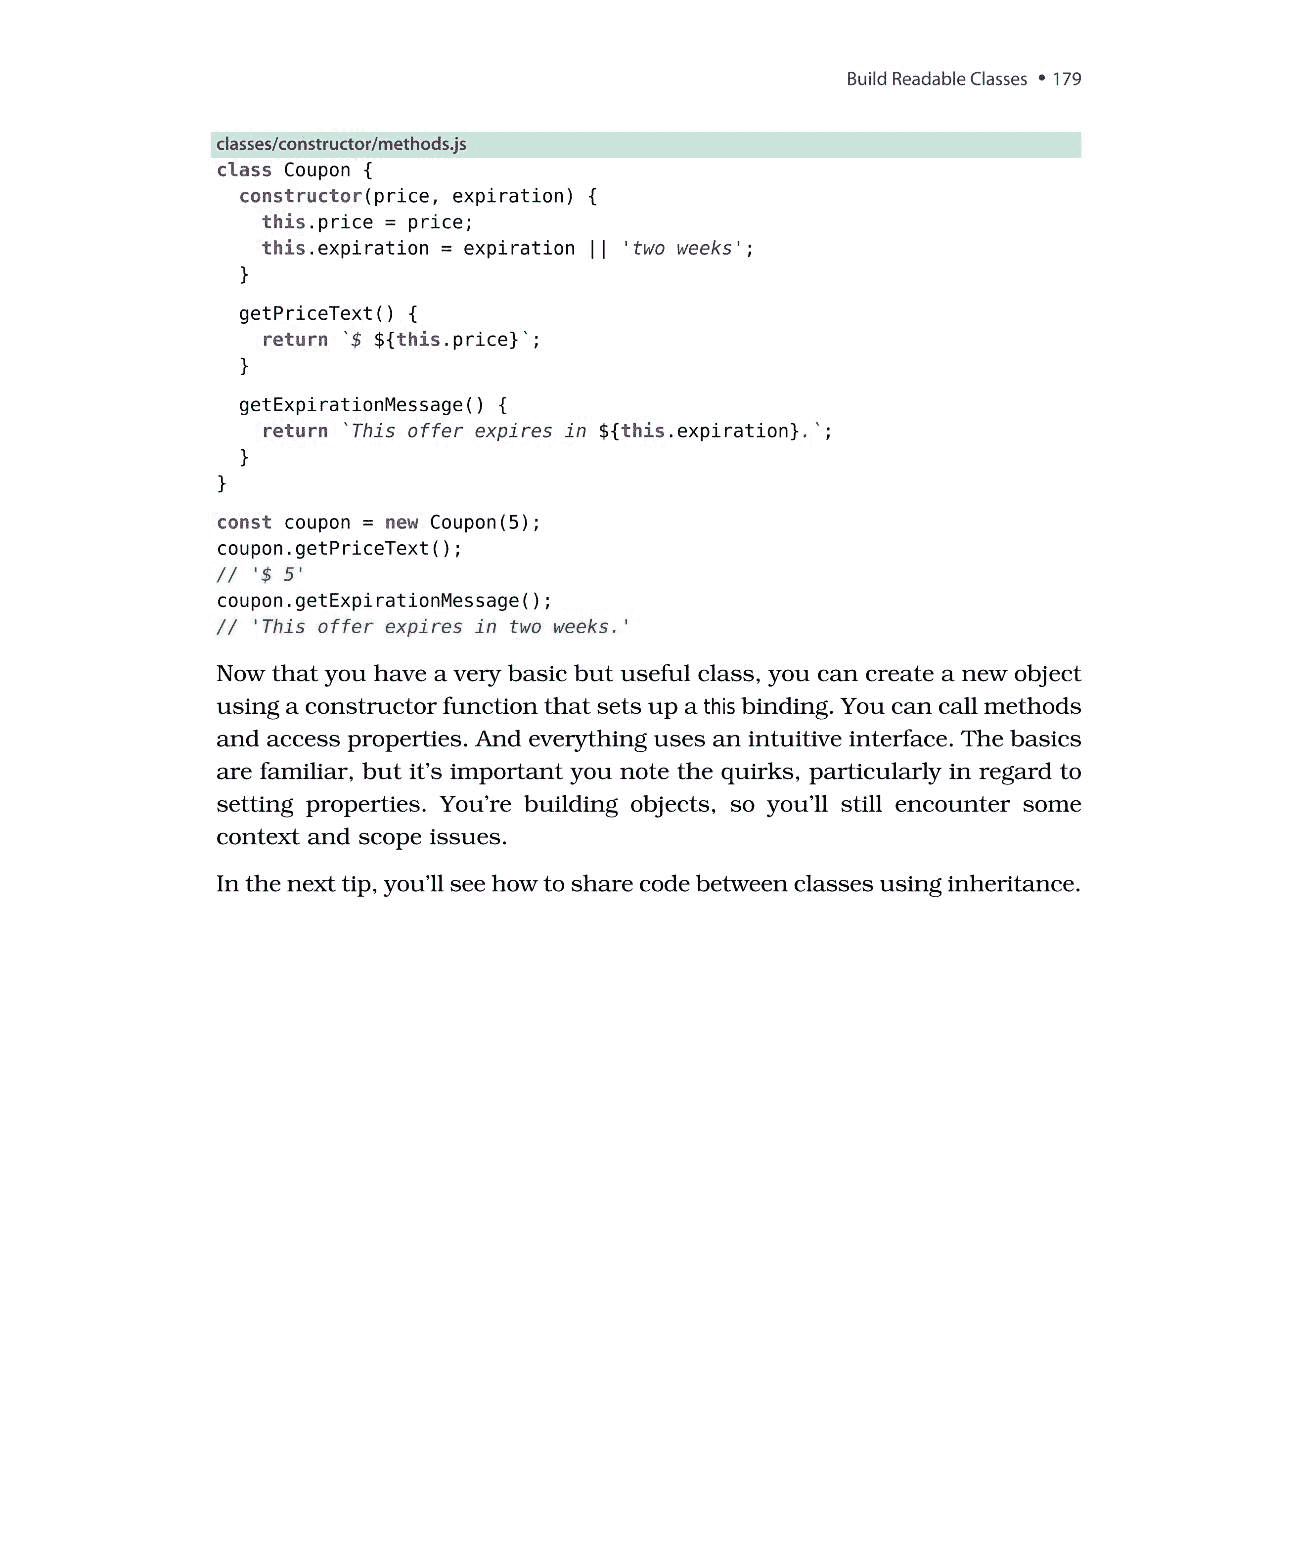 Build Readable Classes • 179
classes/constructor/methods.js
class Coupon {
  constructor(price, expiration) {
    this.price = price;
    this.expiration = expiration || 'two weeks';
  }
  getPriceText() {
    return `$ ${this.price}`;
  }
  getExpirationMessage() {
    return `This offer expires in ${this.expiration}.`;
  }
}
const coupon = new Coupon(5);
coupon.getPriceText();
// '$ 5'
coupon.getExpirationMessage();
// 'This offer expires in two weeks.'
Now that you have a very basic but useful class, you can create a new object
using a constructor function that sets up a this binding. You can call methods
and access properties. And everything uses an intuitive interface. The basics
are familiar, but it’s important you note the quirks, particularly in regard to
setting properties. You’re building objects, so you’ll still encounter some
context and scope issues.
In the next tip, you’ll see how to share code between classes using inheritance.